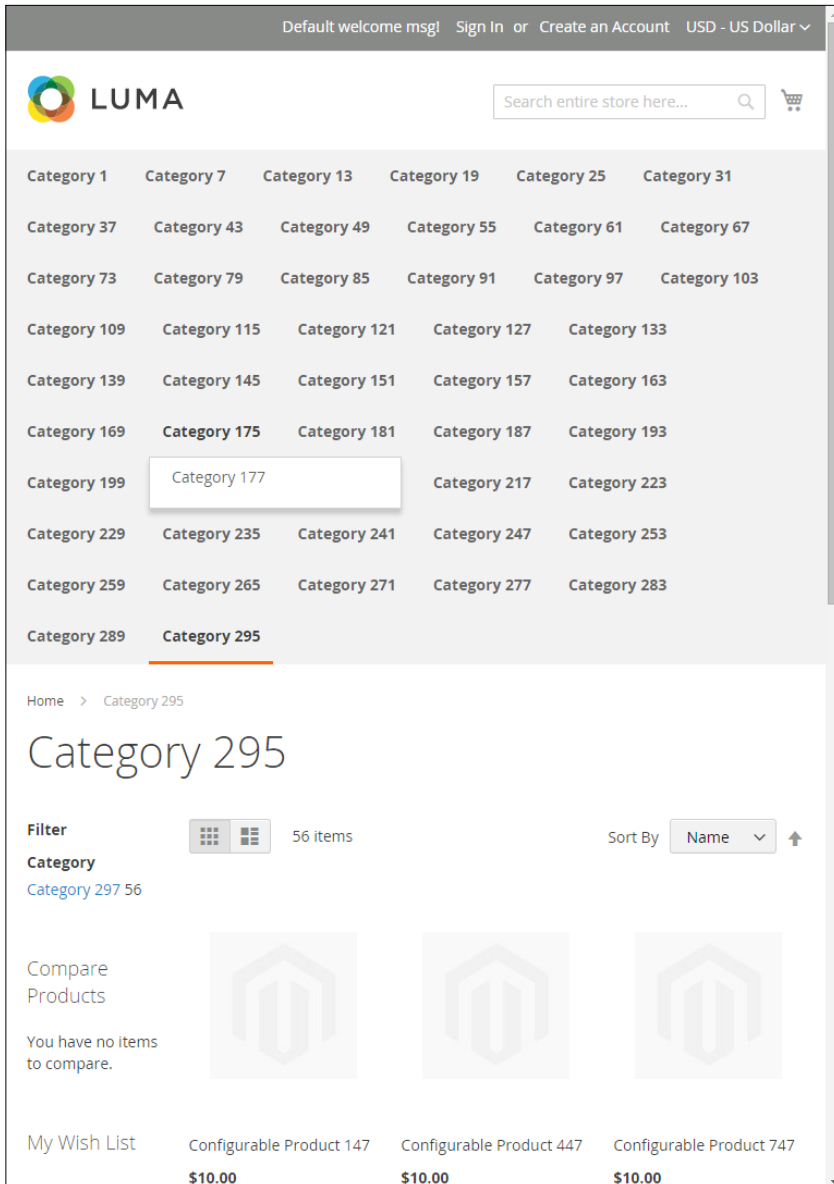 Default welcome msg! Sign In or Create an Account USD - US Dollar
LUMA
Search entire store here...
Category 1 Category 7 Category 13 Category 19 Category 25 Category 31
Category 37 Category 43 Category 49 Category 55 Category 61 Category 67
Category 73 Category 79 Category 85 Category 91 Category 97 Category 103
Category 109 Category 115 Category 121 Category 127 Category 133
Category 139 Category 145 Category 151 Category 157 Category 163
Category 169 Category 175 Category 181 Category 187 Category 193
Category 199 Category 177 Category 217 Category 223
Category 229 Category 235 Category 241 Category 247 Category 253
Category 259 Category 265 Category 271 Category 277 Category 283
Category 289 Category 295
Home > Category 295
Category 295
Filter
56 items
Sort By Name
Category
Category 297 56
Compare
Products
You have no items
to compare.
My Wish List
Configurable Product 147 Configurable Product 447 Configurable Product 747
$10.00 $10.00 $10.00